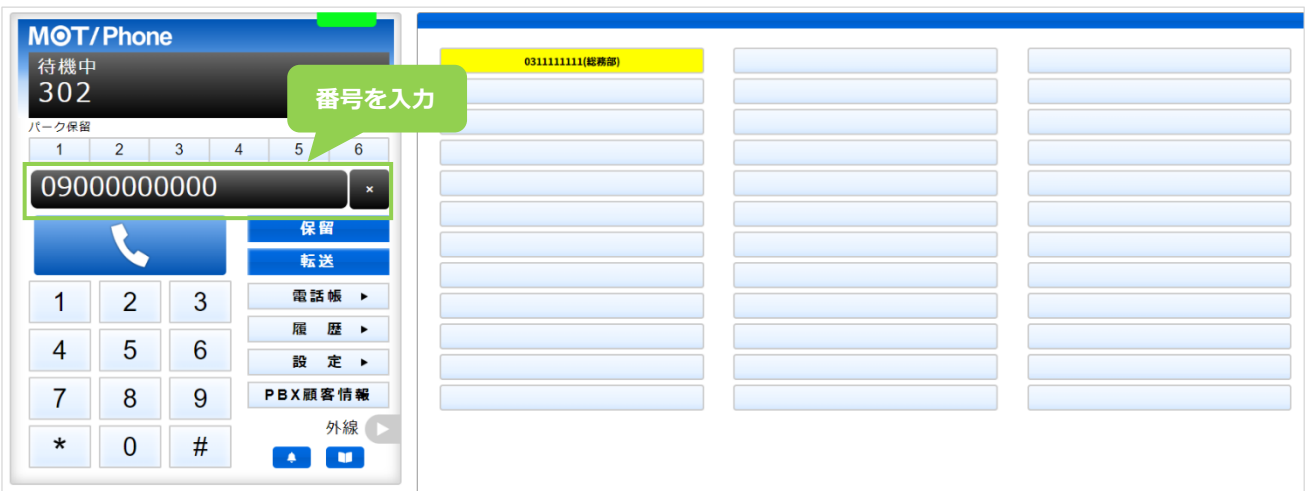 MOT/Phone
待機中
302
番号を入力
パーク保留
1 2 3 4 5 6
09000000000 ×
保留
転送
1 2 3
電話帳 ▶
履 歴 ▶
4 5 6
設 定 ▶
7 8 9
PBX顧客情報
外線
* 0 #
0311111111(総務部)